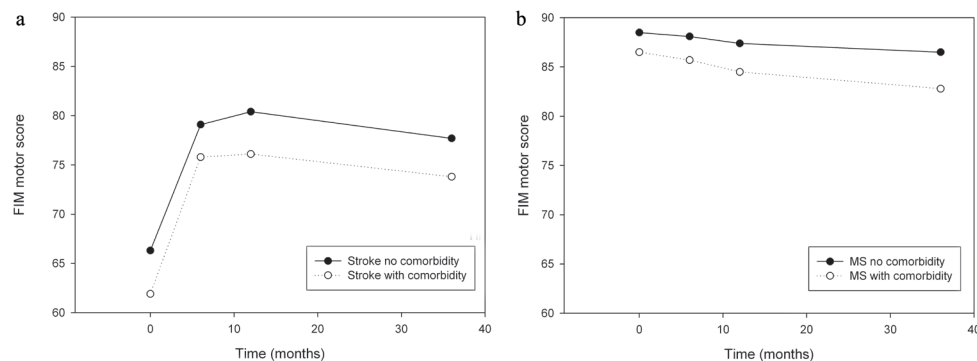 a
90
85
80
75
70
65
60
FIM motor score
0
10
20
30
40
Time (months)
Stroke no comorbidity
Stroke with comorbidity
b
90
85
80
75
70
65
60
FIM motor score
0
10
20
30
40
Time (months)
MS no comorbidity
MS with comorbidity